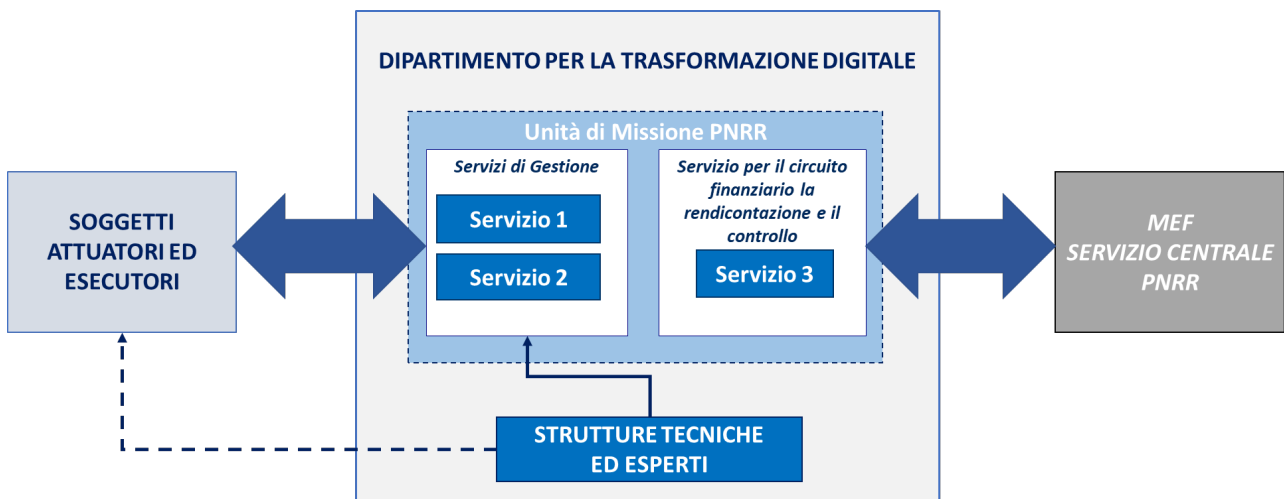 DIPARTIMENTO PER LA TRASFORMAZIONE DIGITALE
Unità di Missione PNRR
Servizi di Gestione
Servizio 1
Servizio 2
Servizio per il circuito
finanziario la
rendicontazione e il
controllo
Servizio 3
SOGGETTI
ATTUATORI ED
ESECUTORI
MEF
SERVIZIO CENTRALE
PNRR
STRUTTURE TECNICHE
ED ESPERTI